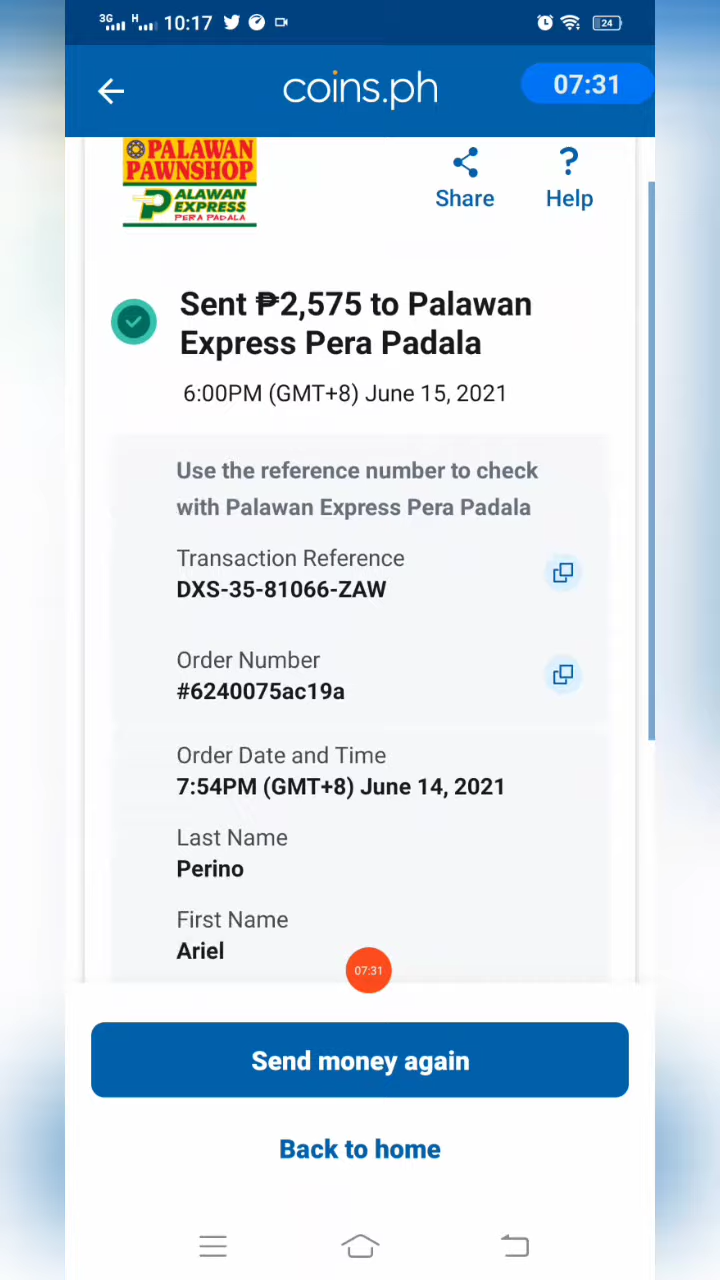 3G H 10:17 24
coins.ph 07:31
PALAWAN
PAWNSHOP
PALAWAN
EXPRESS
PERA PADALA
Share Help
Sent ₱2,575 to Palawan
Express Pera Padala
6:00PM (GMT+8) June 15, 2021
Use the reference number to check
with Palawan Express Pera Padala
Transaction Reference
DXS-35-81066-ZAW
Order Number
#6240075ac19a
Order Date and Time
7:54PM (GMT+8) June 14, 2021
Last Name
Perino
First Name
Ariel
07:31
Send money again
Back to home